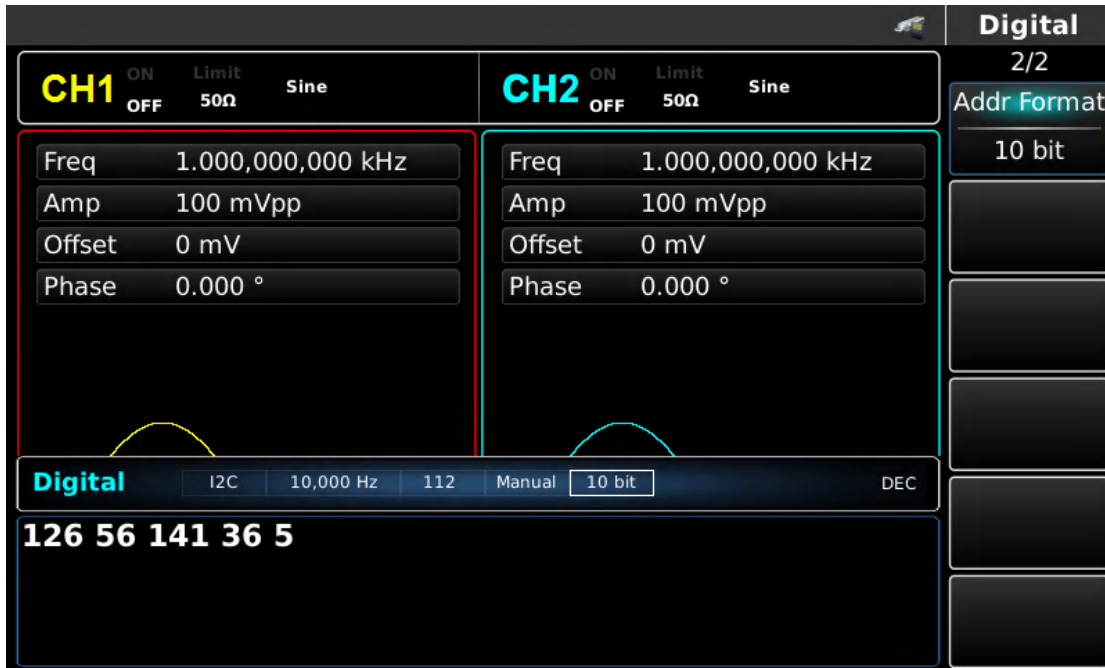 Digital
2/2
Addr Format
10 bit
CH1 ON OFF Limit 50Ω Sine
CH2 ON OFF Limit 50Ω Sine
Freq 1.000,000,000 kHz
Amp 100 mVpp
Offset 0 mV
Phase 0.000 °
Freq 1.000,000,000 kHz
Amp 100 mVpp
Offset 0 mV
Phase 0.000 °
Digital I2C 10,000 Hz 112 Manual 10 bit DEC
126 56 141 36 5